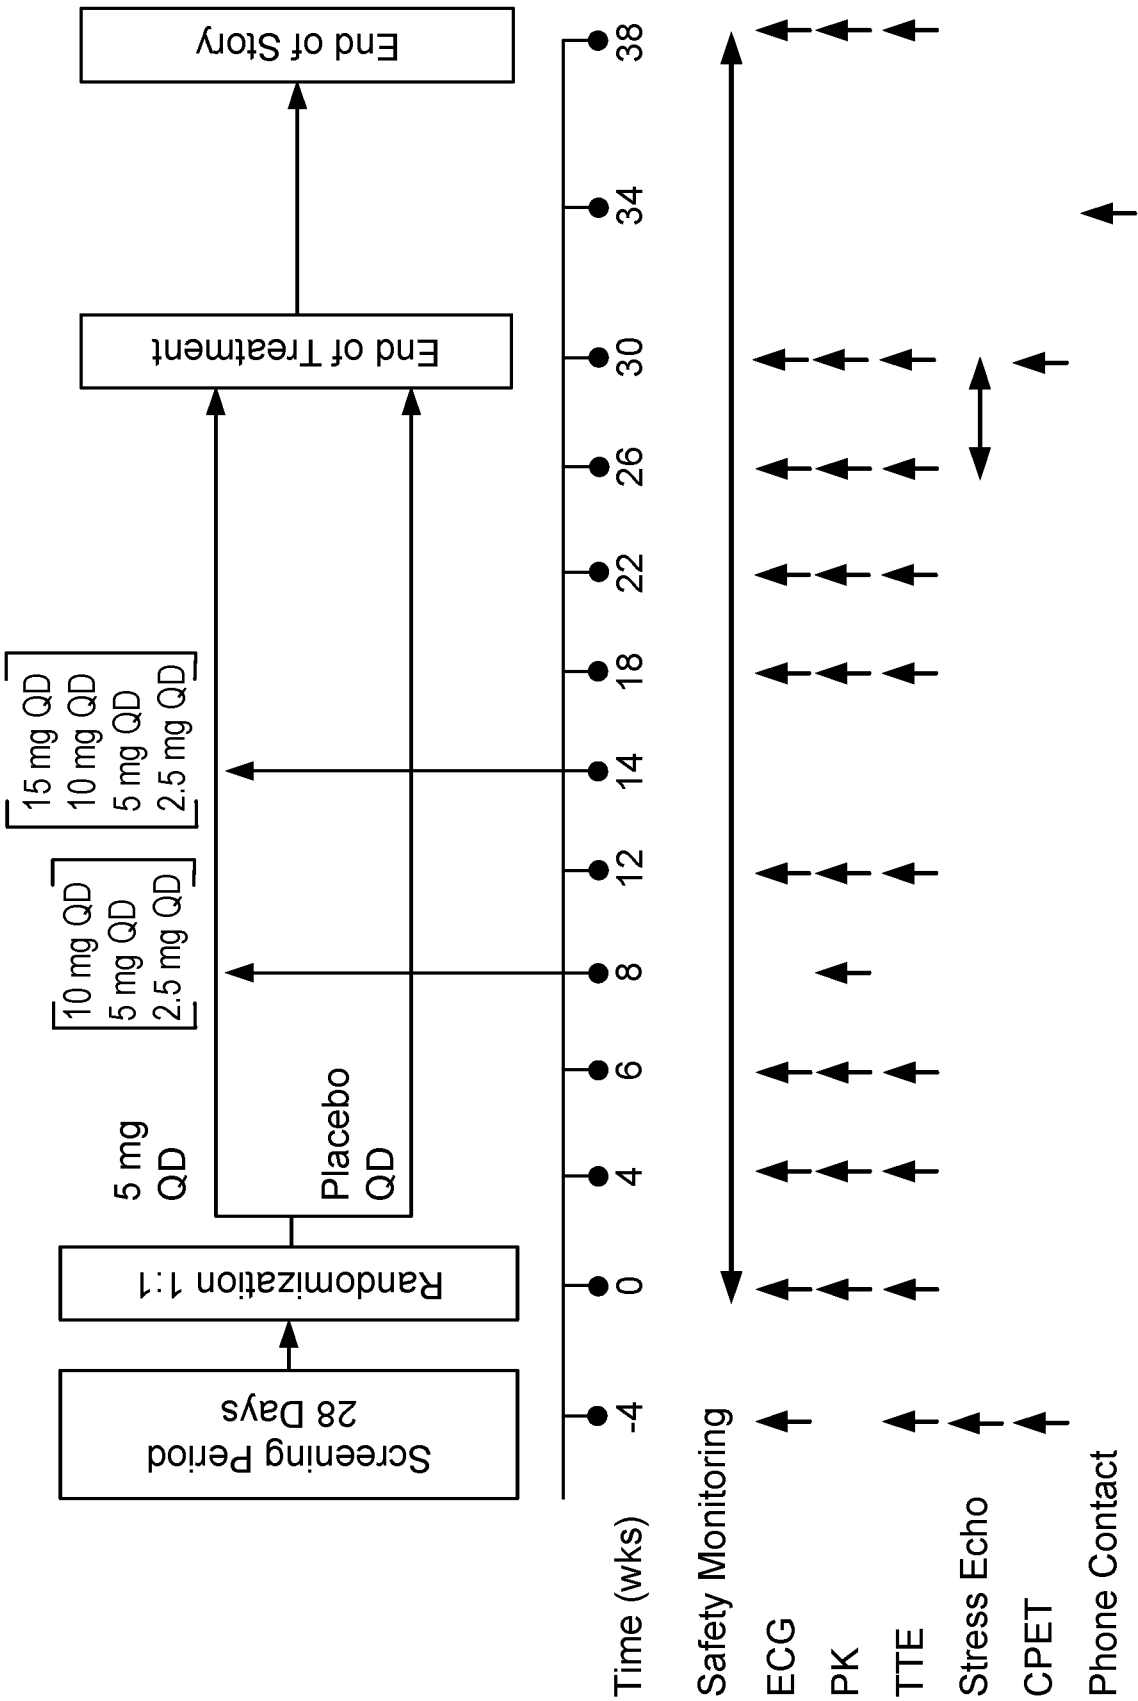 Screening Period
28 Days
Randomization 1:1
5 mg
QD
Placebo
QD
10 mg QD
5 mg QD
2.5 mg QD
15 mg QD
10 mg QD
5 mg QD
2.5 mg QD
End of Treatment
End of Story
Time (wks) -4 0 4 6 8 12 14 18 22 26 30 34 38
Safety Monitoring
ECG
PK
TTE
Stress Echo
CPET
Phone Contact